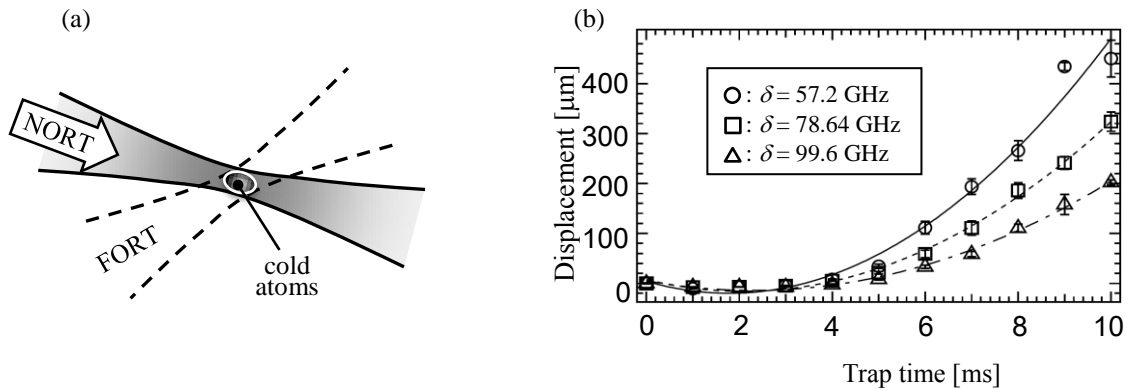 (a)
NORT
FORT
cold
atoms
(b)
Displacement [μm]
400
300
200
100
0
○ : δ = 57.2 GHz
□ : δ = 78.64 GHz
△ : δ = 99.6 GHz
0 2 4 6 8 10
Trap time [ms]